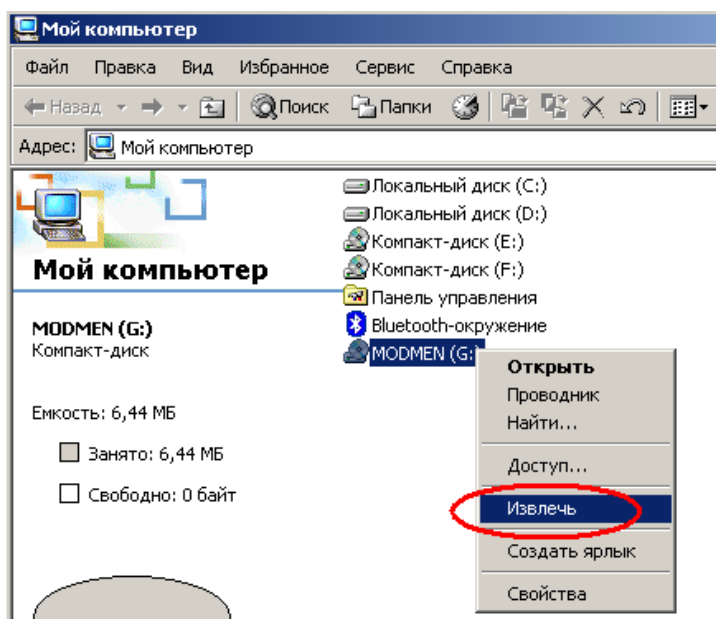 Мой компьютер
Файл Правка Вид Избранное Сервис Справка
Назад Поиск Папки
Адрес: Мой компьютер
Мой компьютер
MODMEN (G:)
Компакт-диск
Емкость: 6,44 МБ
Занято: 6,44 МБ
Свободно: 0 байт
Локальный диск (C:)
Локальный диск (D:)
Компакт-диск (E:)
Компакт-диск (F:)
Панель управления
Bluetooth-окружение
MODMEN (G:)
Открыть
Проводник
Найти...
Доступ...
Извлечь
Создать ярлык
Свойства